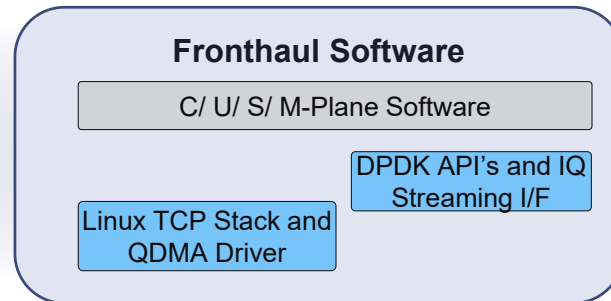 Fronthaul Software
C/ U/ S/ M-Plane Software
DPDK API's and IQ
Streaming I/F
Linux TCP Stack and
QDMA Driver